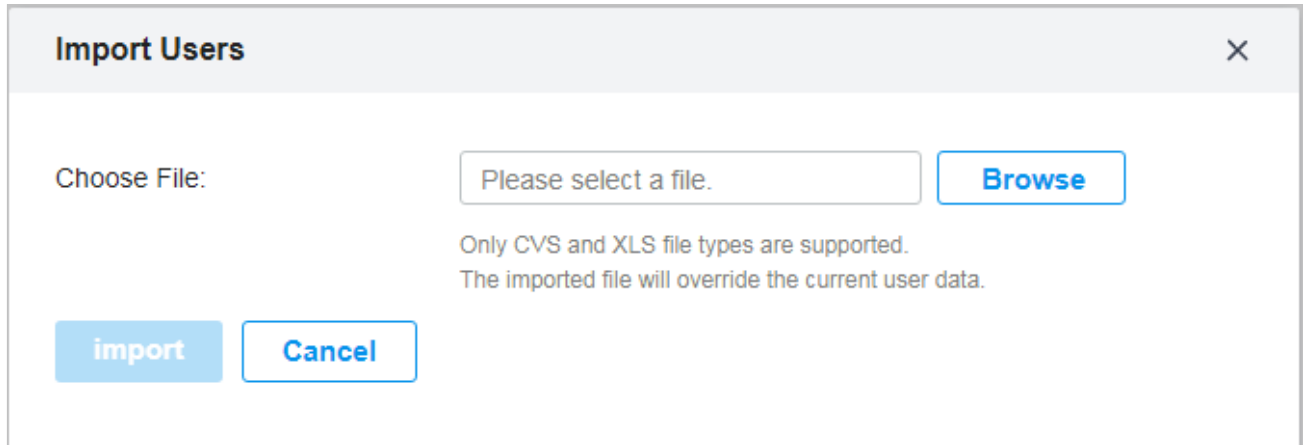 Import Users
Choose File:
Please select a file.
Browse
Only CVS and XLS file types are supported.
The imported file will override the current user data.
import
Cancel